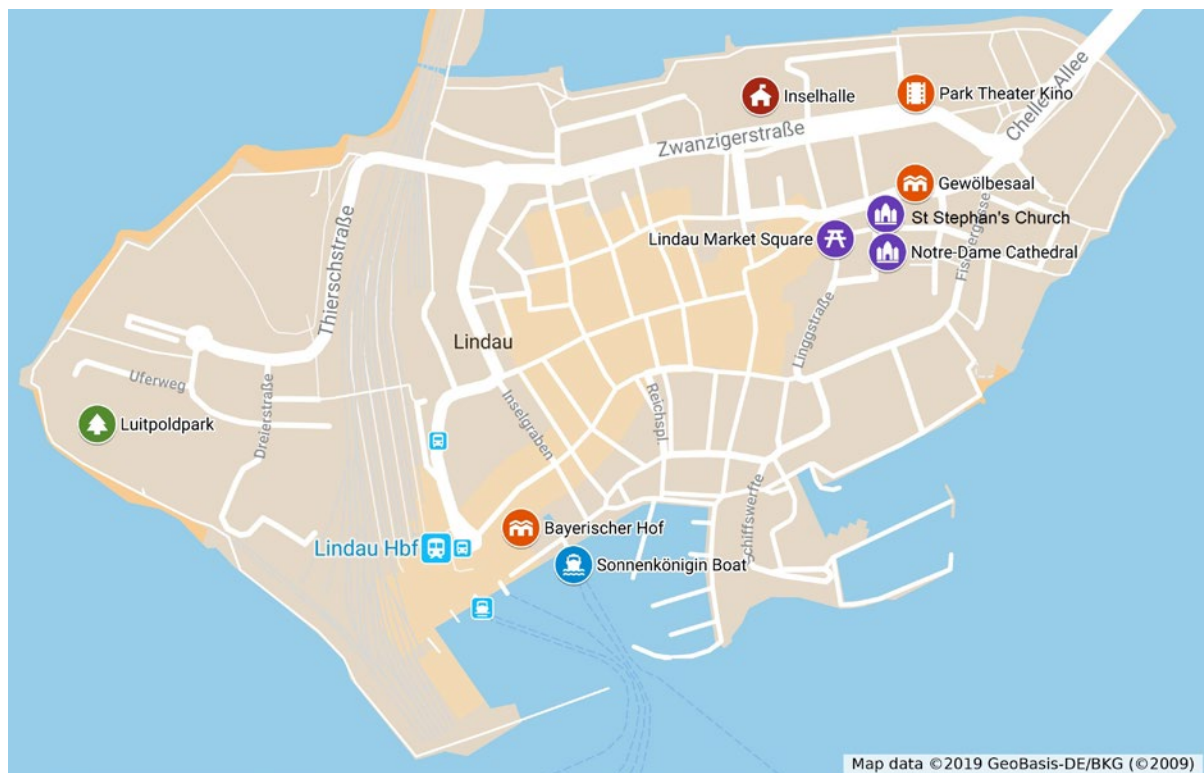 Inselhalle
Park Theater Kino
Chelles Allee
Zwanzigerstraße
Gewölbesaal
St Stephan's Church
Lindau Market Square
Notre-Dame Cathedral
Fischergasse
Thierschstraße
Linggstraße
Lindau
Uferweg
Dreierstraße
Luitpoldpark
Inselgraben
Reichspl.
Schiffswerfte
Bayerischer Hof
Lindau Hbf
Sonnenkönigin Boat
Map data ©2019 GeoBasis-DE/BKG (©2009)